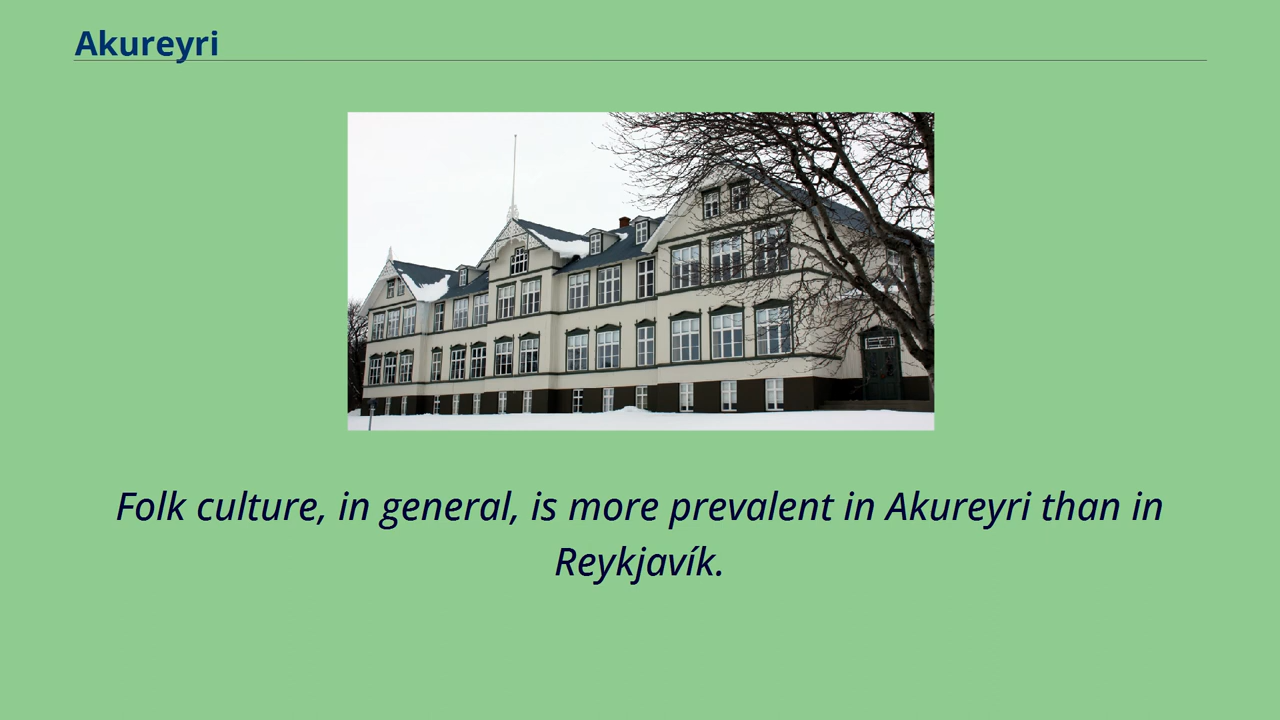 Akureyri
Folk culture, in general, is more prevalent in Akureyri than in
Reykjavík.